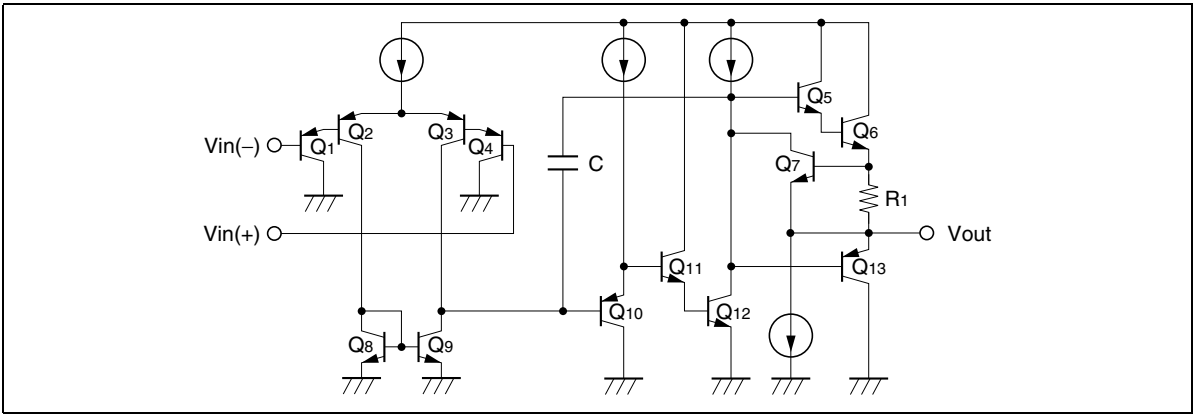 Q5
Q6
Q2
Q3
Vin(−)
Q1
Q4
C
Q7
R1
Vin(+)
Vout
Q11
Q13
Q10
Q12
Q8
Q9